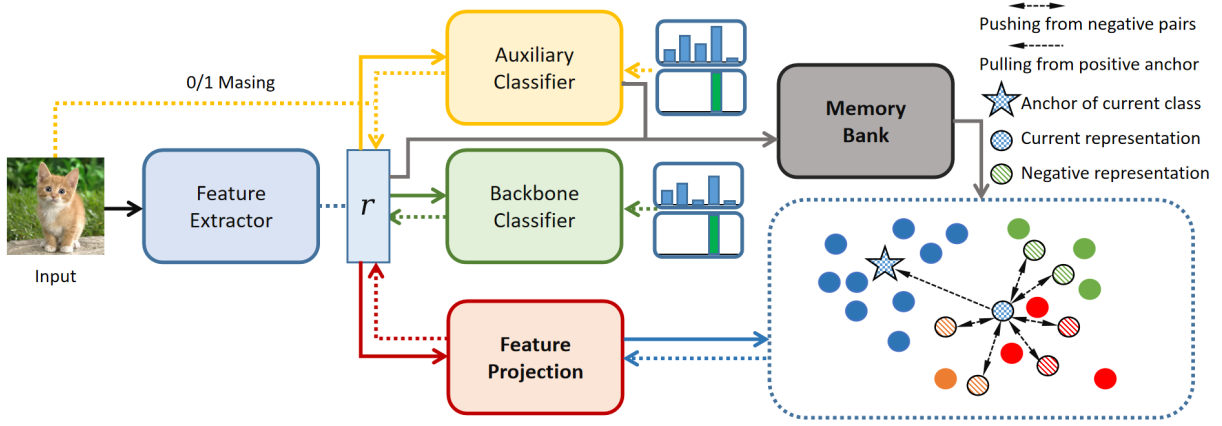 Pushing from negative pairs
Pulling from positive anchor
Anchor of current class
Current representation
Negative representation
0/1 Masing
Auxiliary
Classifier
Memory
Bank
Input
Feature
Extractor
r
Backbone
Classifier
Feature
Projection